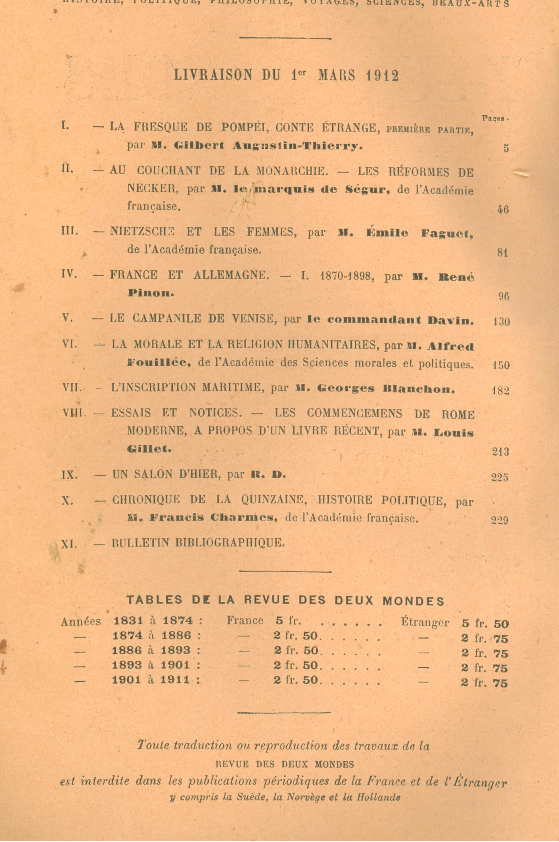 HISTOIRE, POLITIQUE, PHILOSOPHIE, VOYAGES, SCIENCES, BEAUX-ARTS
LIVRAISON DU 1er MARS 1912
Pages.
I. — LA FRESQUE DE POMPÉI, CONTE ÉTRANGE, PREMIÈRE PARTIE,
par M. Gilbert Augustin-Thierry. 5
II. — AU COUCHANT DE LA MONARCHIE. — LES RÉFORMES DE
NECKER, par M. le marquis de Ségur, de l'Académie
française. 46
III. — NIETZSCHE ET LES FEMMES, par M. Émile Faguet,
de l'Académie française. 81
IV. — FRANCE ET ALLEMAGNE. — I. 1870-1898, par M. René
Pinon. 96
V. — LE CAMPANILE DE VENISE, par le commandant Davin. 130
VI. — LA MORALE ET LA RELIGION HUMANITAIRES, par M. Alfred
Fouillée, de l'Académie des Sciences morales et politiques. 150
VII. - L'INSCRIPTION MARITIME, par M. Georges Blanchon. 182
VIII. — ESSAIS ET NOTICES. — LES COMMENCEMENS DE ROME
MODERNE, A PROPOS D'UN LIVRE RÉCENT, par M. Louis
Gillet. 213
IX. — UN SALON D'HIER, par R. D. 225
X. — CHRONIQUE DE LA QUINZAINE, HISTOIRE POLITIQUE, par
M. Francis Charmes, de l'Académie française. 229
XI. — BULLETIN BIBLIOGRAPHIQUE.
TABLES DE LA REVUE DES DEUX MONDES
Années 1831 à 1874 : France 5 fr. . . . . . . Étranger 5 fr. 50
— 1874 à 1886 : — 2 fr. 50. . . . . . — 2 fr. 75
— 1886 à 1893 : — 2 fr. 50. . . . . . — 2 fr. 75
— 1893 à 1901 : — 2 fr. 50. . . . . . — 2 fr. 75
— 1901 à 1911 : — 2 fr. 50. . . . . . — 2 fr. 75
Toute traduction ou reproduction des travaux de la
REVUE DES DEUX MONDES
est interdite dans les publications périodiques de la France et de l'Étranger
y compris la Suède, la Norvège et la Hollande